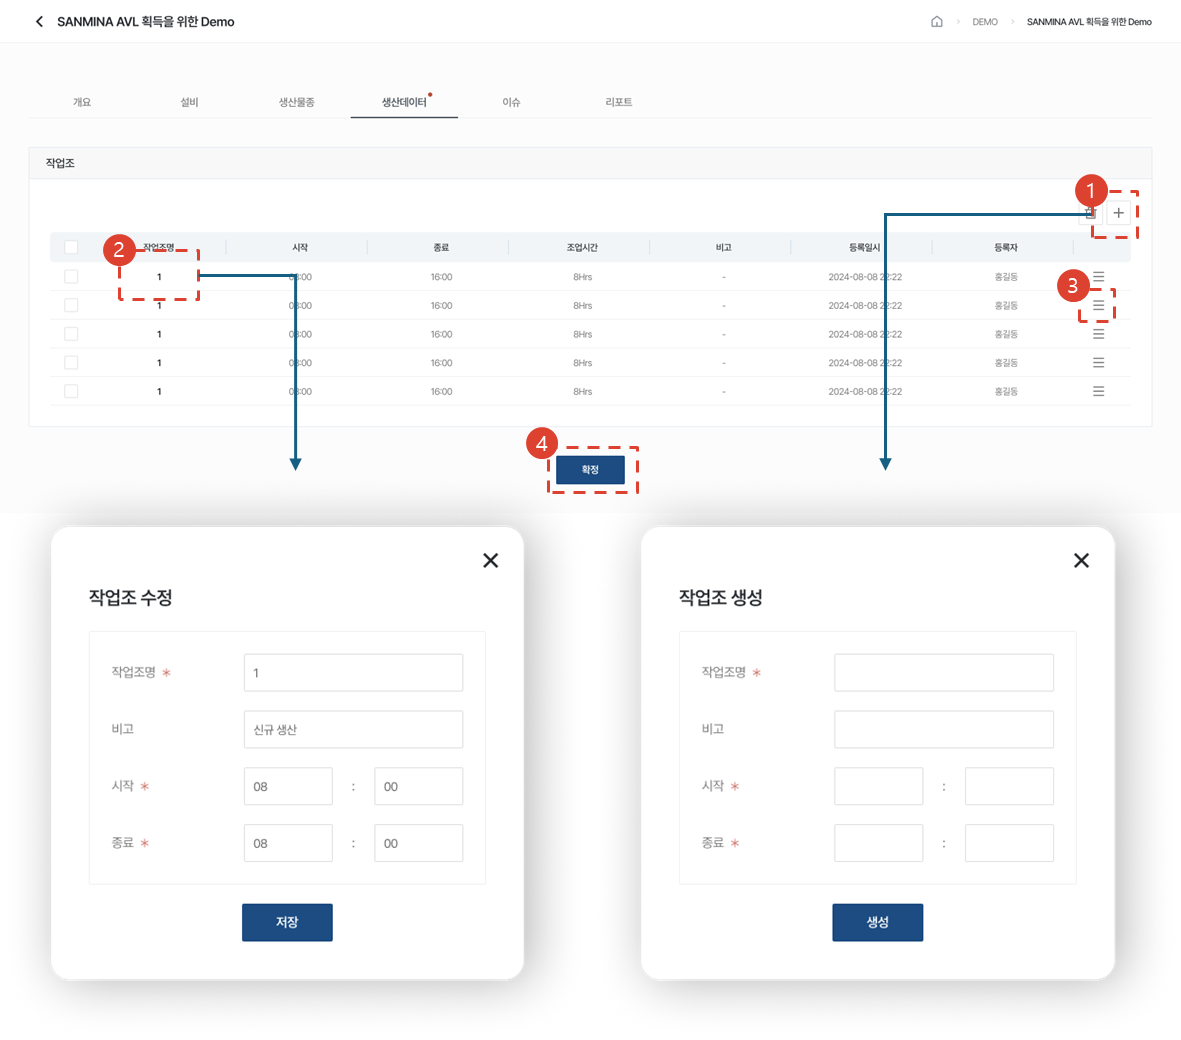 SANMINA AVL 획득을 위한 Demo
DEMO
SANMINA AVL 획득을 위한 Demo
개요 설비 생산물종 생산데이터 이슈 리포트
작업조
1
2
작업조명 시작 종료 조업시간 비고 등록일시 등록자
1 08:00 16:00 8Hrs - 2024-08-08 22:22 홍길동
3
1 08:00 16:00 8Hrs - 2024-08-08 22:22 홍길동
1 08:00 16:00 8Hrs - 2024-08-08 22:22 홍길동
1 08:00 16:00 8Hrs - 2024-08-08 22:22 홍길동
1 08:00 16:00 8Hrs - 2024-08-08 22:22 홍길동
4
확정
작업조 수정
작업조명 * 1
비고 신규 생산
시작 * 08 : 00
종료 * 08 : 00
저장
작업조 생성
작업조명 *
비고
시작 * :
종료 * :
생성